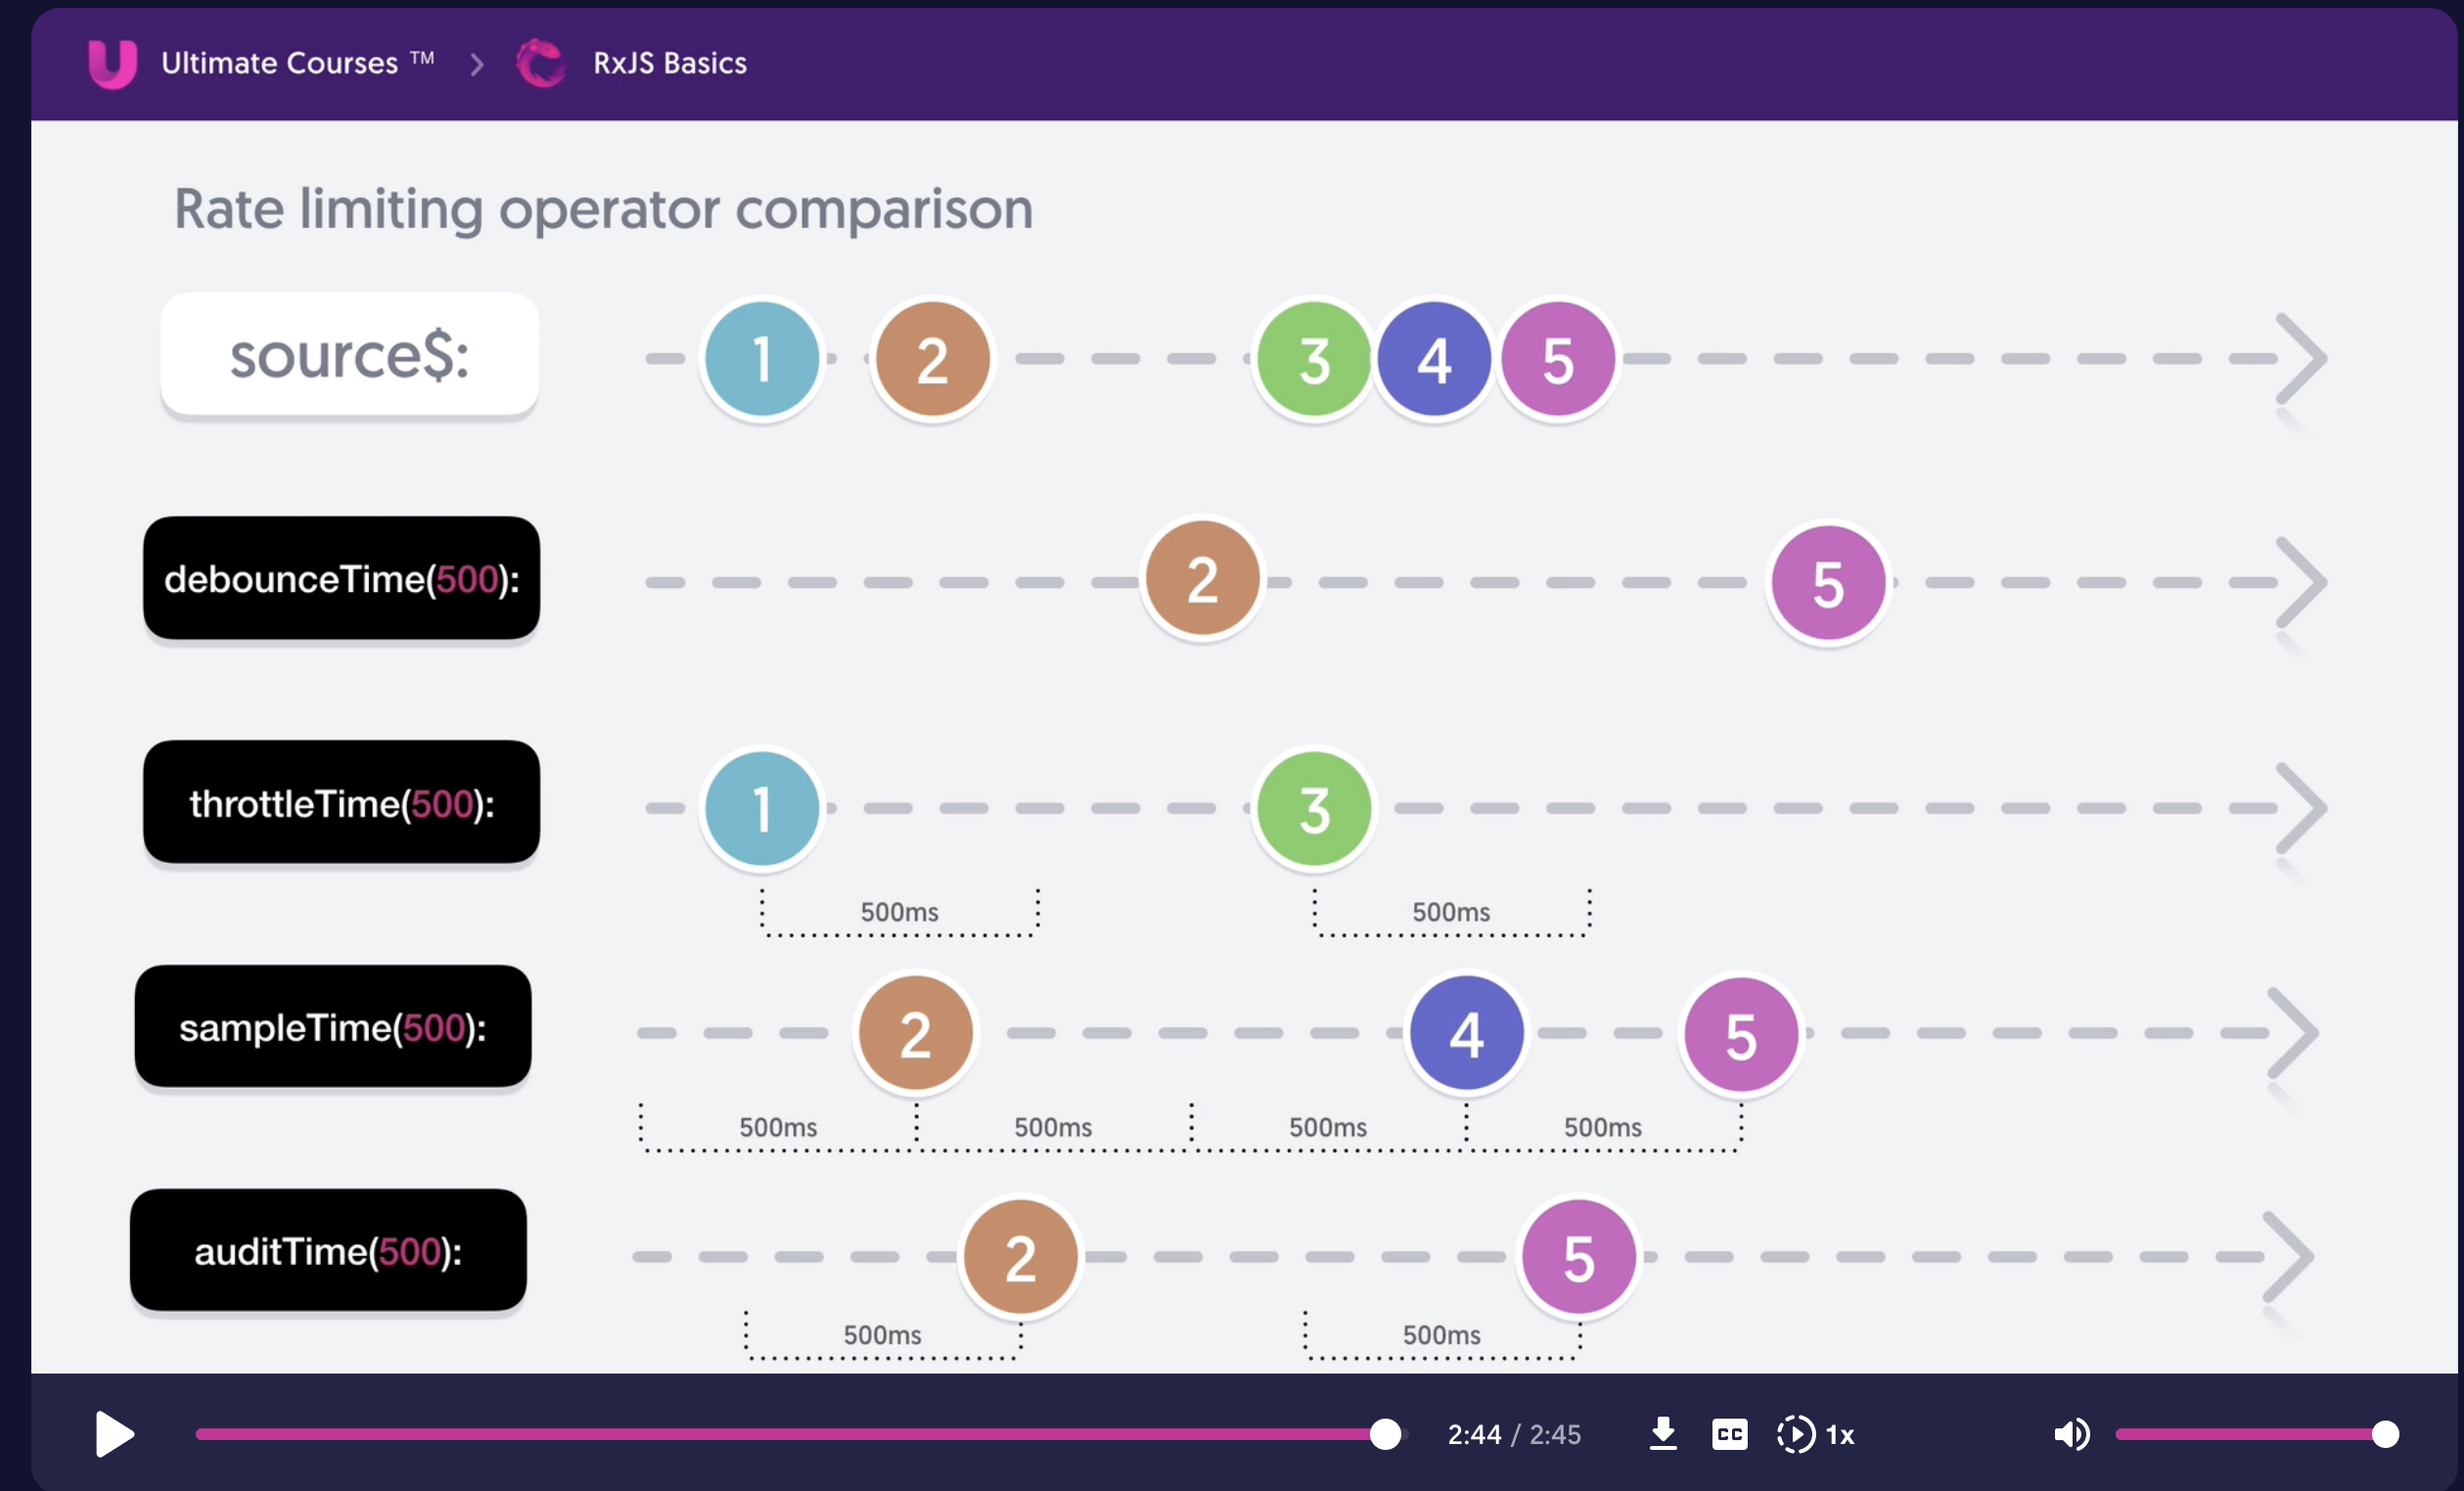 Ultimate Courses ™ > RxJS Basics
Rate limiting operator comparison
source$: 1 2 3 4 5
debounceTime(500): 2 5
throttleTime(500): 1 3
500ms 500ms
sampleTime(500): 2 4 5
500ms 500ms 500ms 500ms
auditTime(500): 2 5
500ms 500ms
2:44 / 2:45 CC 1x